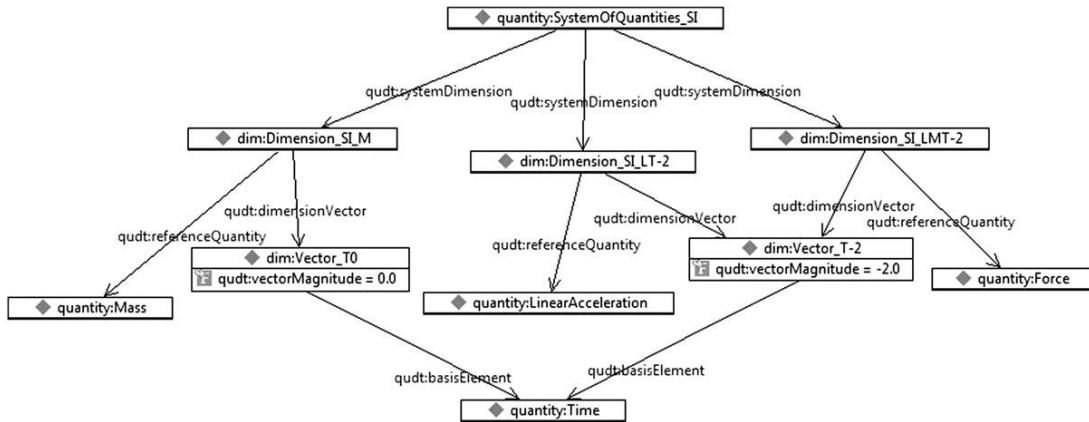 quantity:SystemOfQuantities_SI
qudt:systemDimension
qudt:systemDimension
qudt:systemDimension
dim:Dimension_SI_M
dim:Dimension_SI_LT-2
dim:Dimension_SI_LMT-2
qudt:dimensionVector
qudt:referenceQuantity
qudt:dimensionVector
qudt:referenceQuantity
qudt:dimensionVector
qudt:referenceQuantity
dim:Vector_T0
qudt:vectorMagnitude = 0.0
dim:Vector_T-2
qudt:vectorMagnitude = -2.0
quantity:Mass
quantity:LinearAcceleration
quantity:Force
qudt:basisElement
qudt:basisElement
quantity:Time